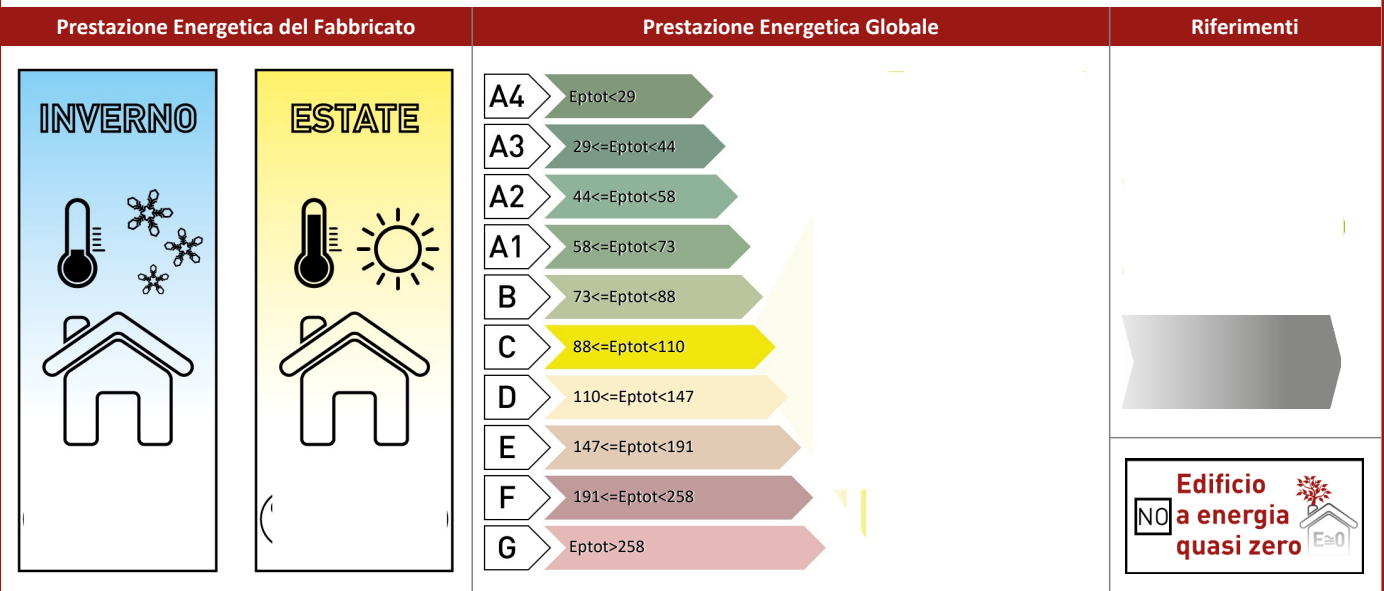 Prestazione Energetica del Fabbricato
Prestazione Energetica Globale
Riferimenti
INVERNO
ESTATE
A4 Eptot<29
A3 29<=Eptot<44
A2 44<=Eptot<58
A1 58<=Eptot<73
B 73<=Eptot<88
C 88<=Eptot<110
D 110<=Eptot<147
E 147<=Eptot<191
F 191<=Eptot<258
G Eptot>258
Edificio
NO a energia
quasi zero
E≅0